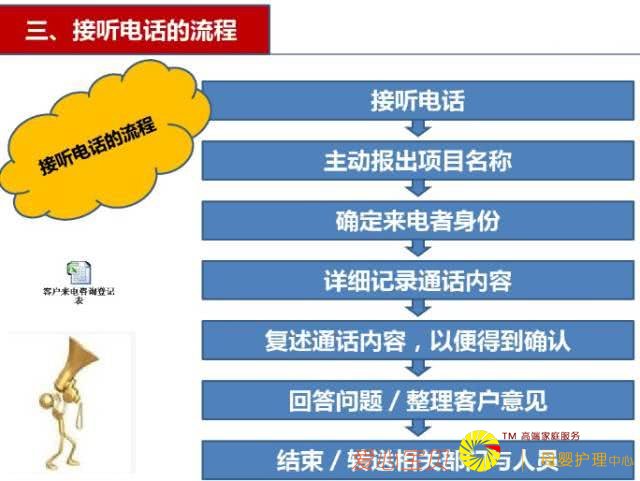 三、接听电话的流程
接听电话的流程
接听电话
主动报出项目名称
确定来电者身份
详细记录通话内容
客户来电咨询登记
表
复述通话内容，以便得到确认
回答问题 / 整理客户意见
TM 高端家庭服务
结束 / 转送相关部门与人员
母婴护理中心